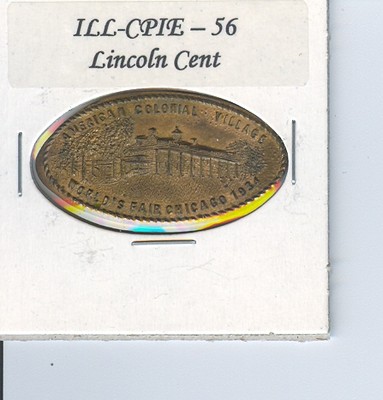 ILL-CPIE – 56
Lincoln Cent
AMERICAN COLONIAL - VILLAGE
WORLD'S FAIR CHICAGO 1934